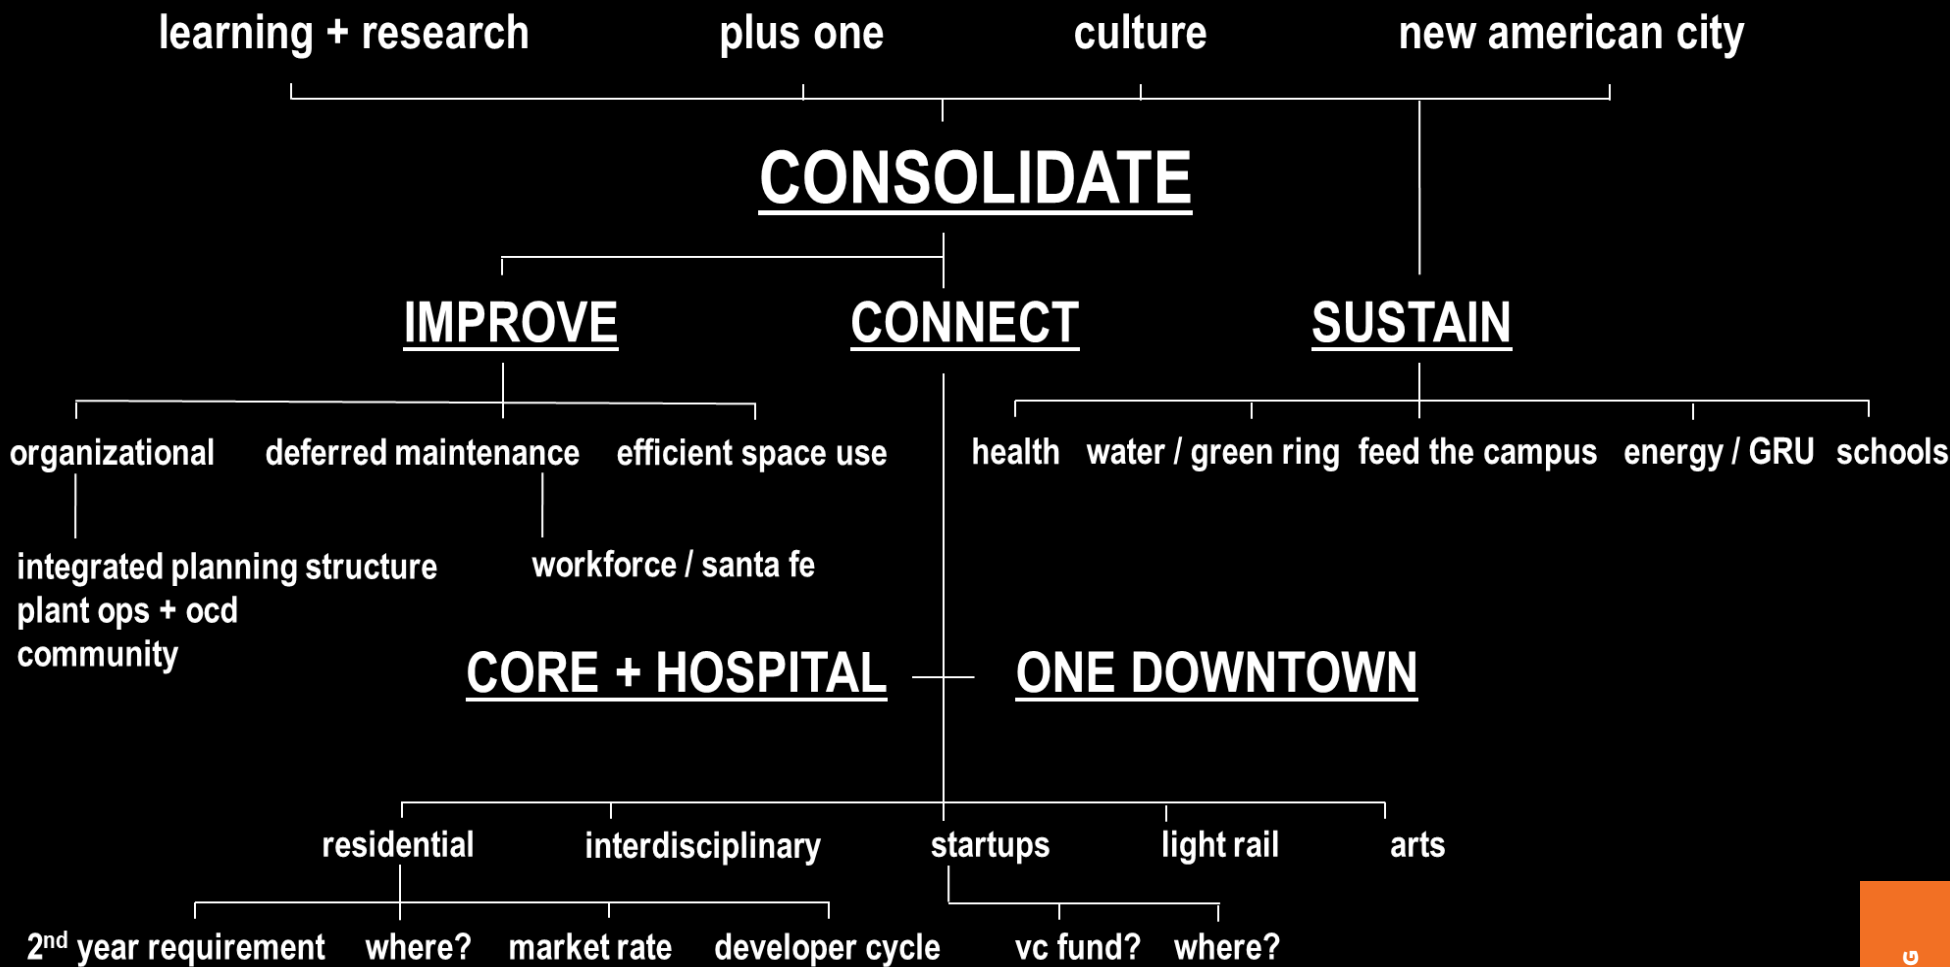 learning + research plus one culture new american city
CONSOLIDATE
IMPROVE CONNECT SUSTAIN
organizational deferred maintenance efficient space use health water / green ring feed the campus energy / GRU schools
integrated planning structure workforce / santa fe
plant ops + ocd
community
CORE + HOSPITAL ONE DOWNTOWN
residential interdisciplinary startups light rail arts
2nd year requirement where? market rate developer cycle vc fund? where?